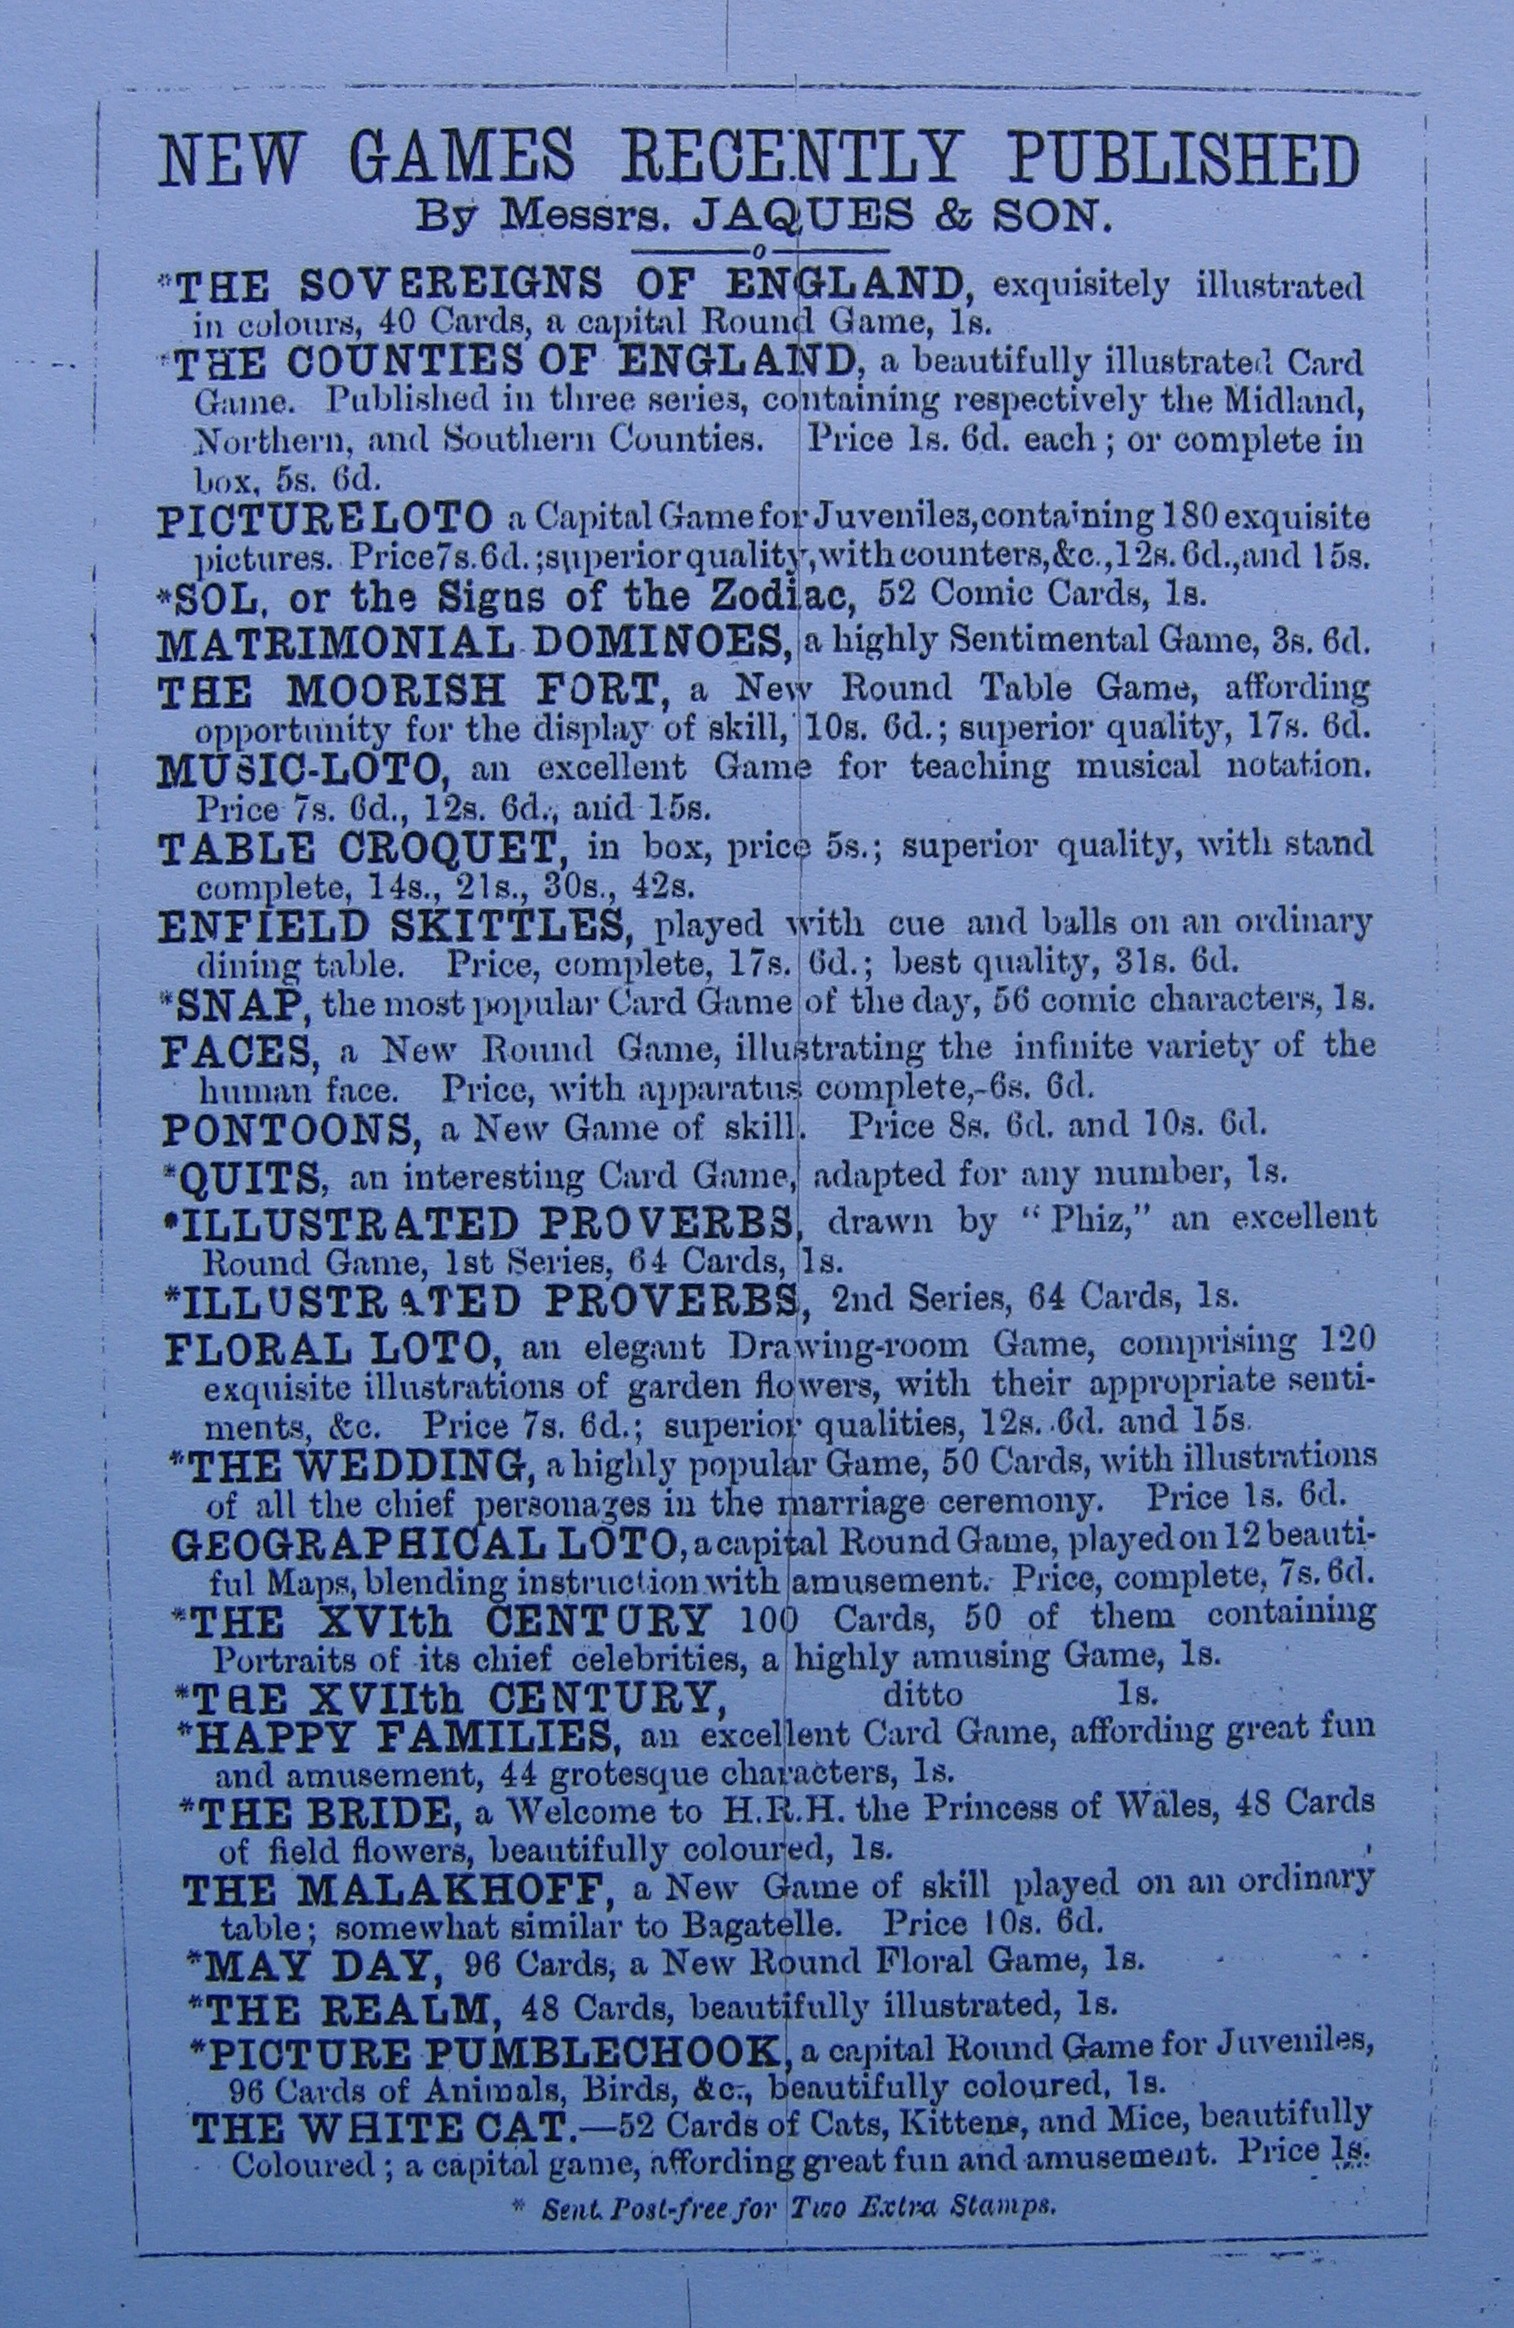 NEW GAMES RECENTLY PUBLISHED
By Messrs. JAQUES & SON.
o
*THE SOVEREIGNS OF ENGLAND, exquisitely illustrated
in colours, 40 Cards, a capital Round Game, 1s.
*THE COUNTIES OF ENGLAND, a beautifully illustrated Card
Game. Published in three series, containing respectively the Midland,
Northern, and Southern Counties. Price 1s. 6d. each; or complete in
box, 5s. 6d.
PICTURE LOTO a Capital Game for Juveniles, containing 180 exquisite
pictures. Price 7s. 6d.; superior quality, with counters, &c., 12s. 6d., and 15s.
*SOL, or the Signs of the Zodiac, 52 Comic Cards, 1s.
MATRIMONIAL DOMINOES, a highly Sentimental Game, 3s. 6d.
THE MOORISH FORT, a New Round Table Game, affording
opportunity for the display of skill, 10s. 6d.; superior quality, 17s. 6d.
MUSIC-LOTO, an excellent Game for teaching musical notation.
Price 7s. 6d., 12s. 6d., and 15s.
TABLE CROQUET, in box, price 5s.; superior quality, with stand
complete, 14s., 21s., 30s., 42s.
ENFIELD SKITTLES, played with cue and balls on an ordinary
dining table. Price, complete, 17s. 6d.; best quality, 31s. 6d.
*SNAP, the most popular Card Game of the day, 56 comic characters, 1s.
FACES, a New Round Game, illustrating the infinite variety of the
human face. Price, with apparatus complete, 6s. 6d.
PONTOONS, a New Game of skill. Price 8s. 6d. and 10s. 6d.
*QUITS, an interesting Card Game, adapted for any number, 1s.
*ILLUSTRATED PROVERBS, drawn by "Phiz," an excellent
Round Game, 1st Series, 64 Cards, 1s.
*ILLUSTRATED PROVERBS, 2nd Series, 64 Cards, 1s.
FLORAL LOTO, an elegant Drawing-room Game, comprising 120
exquisite illustrations of garden flowers, with their appropriate senti-
ments, &c. Price 7s. 6d.; superior qualities, 12s. 6d. and 15s.
*THE WEDDING, a highly popular Game, 50 Cards, with illustrations
of all the chief personages in the marriage ceremony. Price 1s. 6d.
GEOGRAPHICAL LOTO, a capital Round Game, played on 12 beauti-
ful Maps, blending instruction with amusement. Price, complete, 7s. 6d.
*THE XVIth CENTURY 100 Cards, 50 of them containing
Portraits of its chief celebrities, a highly amusing Game, 1s.
*THE XVIIth CENTURY, ditto 1s.
*HAPPY FAMILIES, an excellent Card Game, affording great fun
and amusement, 44 grotesque characters, 1s.
*THE BRIDE, a Welcome to H.R.H. the Princess of Wales, 48 Cards
of field flowers, beautifully coloured, 1s.
THE MALAKHOFF, a New Game of skill played on an ordinary
table; somewhat similar to Bagatelle. Price 10s. 6d.
*MAY DAY, 96 Cards, a New Round Floral Game, 1s.
*THE REALM, 48 Cards, beautifully illustrated, 1s.
*PICTURE PUMBLECHOOK, a capital Round Game for Juveniles,
96 Cards of Animals, Birds, &c., beautifully coloured, 1s.
THE WHITE CAT.—52 Cards of Cats, Kittens, and Mice, beautifully
Coloured; a capital game, affording great fun and amusement. Price 1s.
* Sent Post-free for Two Extra Stamps.